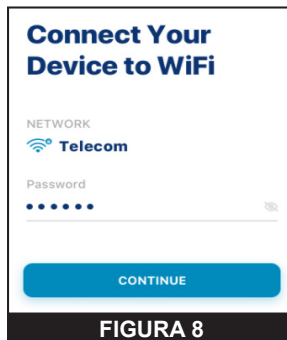 Connect Your
Device to WiFi
NETWORK
Telecom
Password
••••••
CONTINUE
FIGURA 8